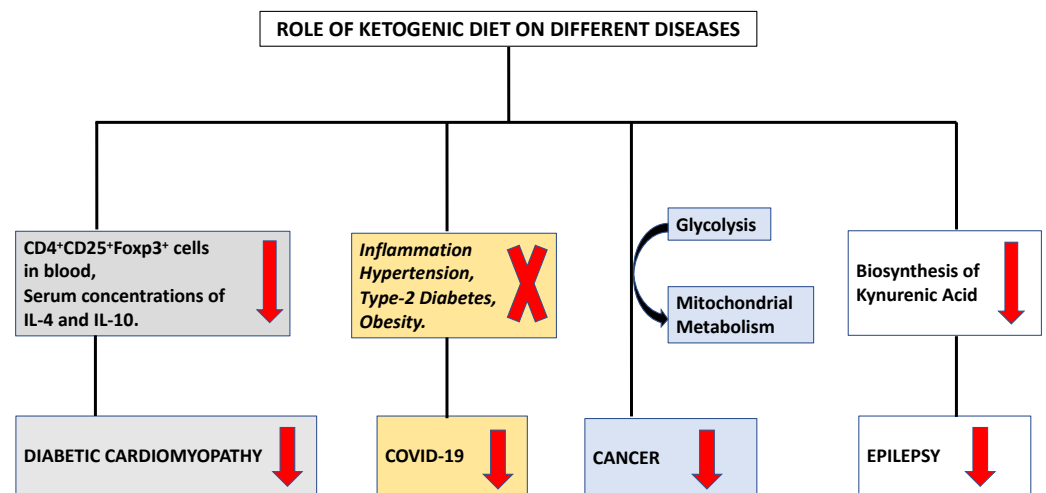 ROLE OF KETOGENIC DIET ON DIFFERENT DISEASES
CD4⁺CD25⁺Foxp3⁺ cells
in blood,
Serum concentrations of
IL-4 and IL-10.
Inflammation
Hypertension,
Type-2 Diabetes,
Obesity.
Glycolysis
Mitochondrial
Metabolism
Biosynthesis of
Kynurenic Acid
DIABETIC CARDIOMYOPATHY
COVID-19
CANCER
EPILEPSY